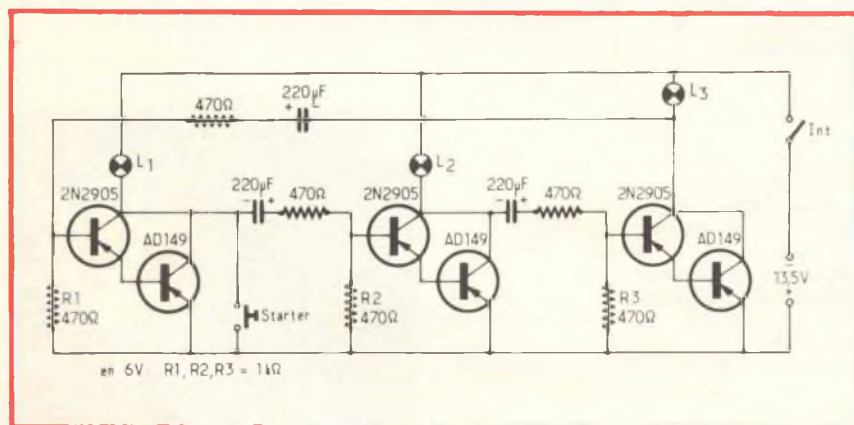 470Ω
220µF
+ -
L3
Int
L1
L2
2N2905
220µF
- +
470Ω
2N2905
220µF
- +
470Ω
2N2905
AD149
AD149
AD149
-
13,5V
+
R1
470Ω
Starter
R2
470Ω
R3
470Ω
en 6V: R1, R2, R3 = 1kΩ